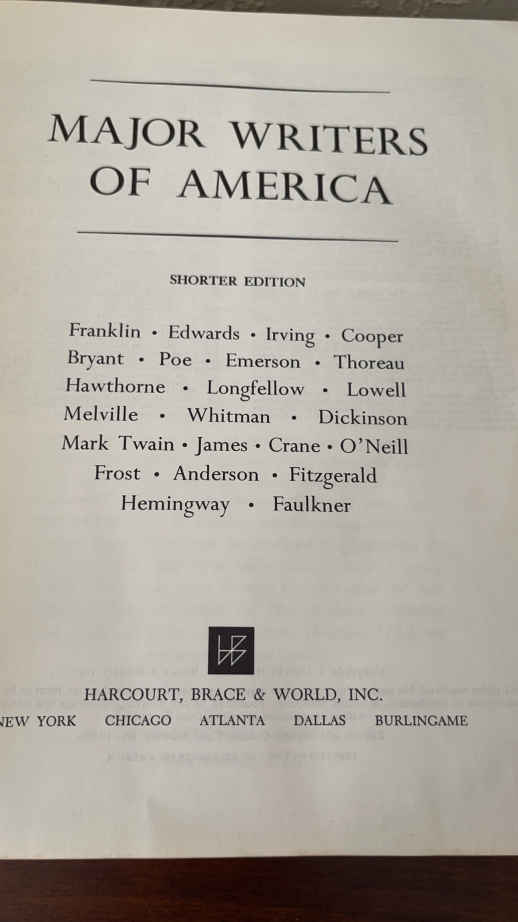 MAJOR WRITERS
OF AMERICA
SHORTER EDITION
Franklin • Edwards • Irving • Cooper
Bryant • Poe • Emerson • Thoreau
Hawthorne • Longfellow • Lowell
Melville • Whitman • Dickinson
Mark Twain • James • Crane • O'Neill
Frost • Anderson • Fitzgerald
Hemingway • Faulkner
HARCOURT, BRACE & WORLD, INC.
NEW YORK CHICAGO ATLANTA DALLAS BURLINGAME